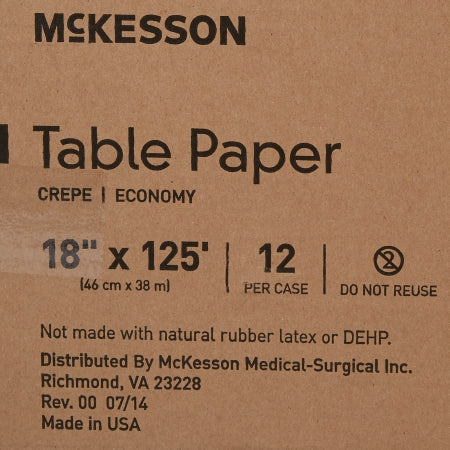 McKESSON
Table Paper
CREPE | ECONOMY
18" x 125' | 12 | 2
(46 cm x 38 m) PER CASE DO NOT REUSE
Not made with natural rubber latex or DEHP.
Distributed By McKesson Medical-Surgical Inc.
Richmond, VA 23228
Rev. 00 07/14
Made in USA